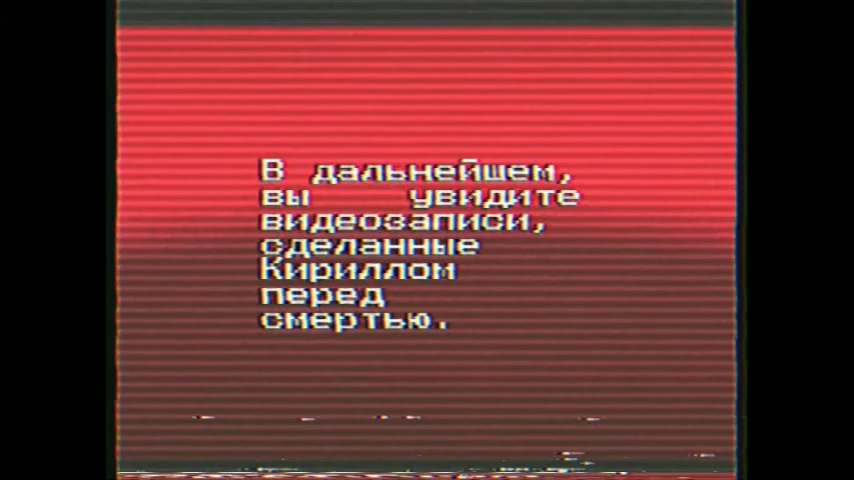 В дальнейшем,
вы увидите
видеозаписи,
сделанные
Кириллом
перед
смертью.